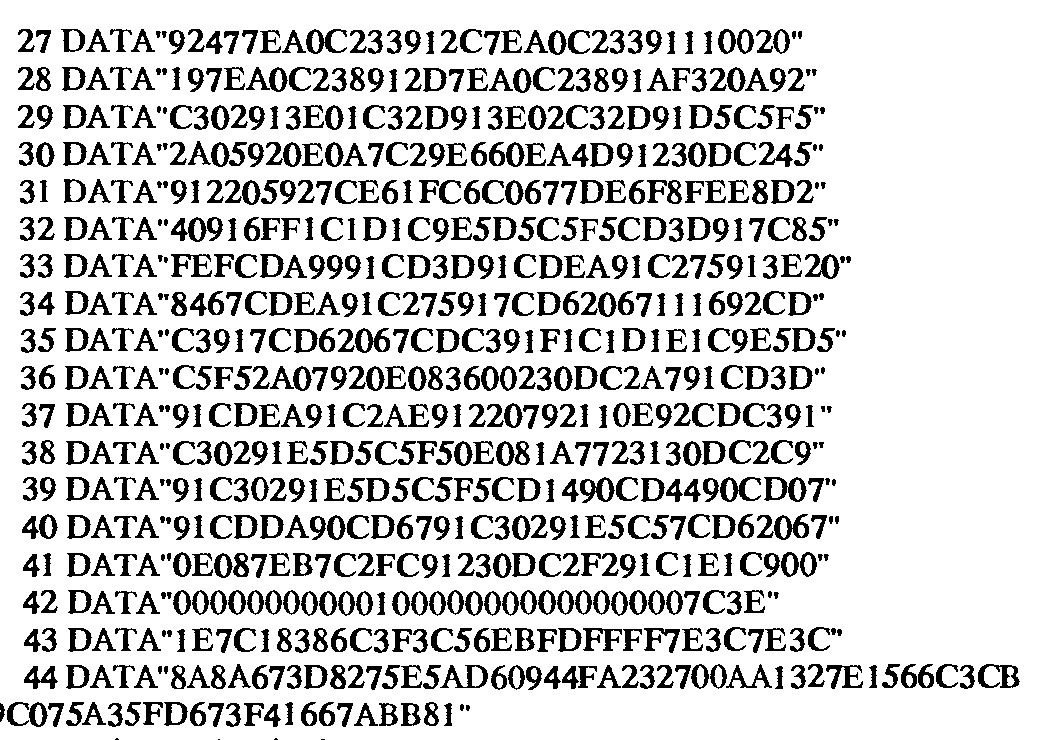 27 DATA"92477EA0C233912C7EA0C23391110020"
28 DATA"197EA0C238912D7EA0C23891AF320A92"
29 DATA"C302913E01C32D913E02C32D91D5C5F5"
30 DATA"2A05920E0A7C29E660EA4D91230DC245"
31 DATA"912205927CE61FC6C0677DE6F8FEE8D2"
32 DATA"40916FF1C1D1C9E5D5C5F5CD3D917C85"
33 DATA"FEFCDA9991CD3D91CDEA91C275913E20"
34 DATA"8467CDEA91C275917CD62067111692CD"
35 DATA"C3917CD62067CDC391F1C1D1E1C9E5D5"
36 DATA"C5F52A07920E083600230DC2A791CD3D"
37 DATA"91CDEA91C2AE912207921 10E92CDC391"
38 DATA"C30291E5D5C5F50E081A7723130DC2C9"
39 DATA"91C30291E5D5C5F5CD1490CD4490CD07"
40 DATA"91CDDA90CD6791C30291E5C57CD62067"
41 DATA"0E087EB7C2FC91230DC2F291C1E1C900"
42 DATA"00000000000100000000000000007C3E"
43 DATA"1E7C18386C3F3C56EBFDFFFF7E3C7E3C"
44 DATA"8A8A673D8275E5AD60944FA232700AA1327E1566C3CB
9C075A35FD673F41667ABB81"